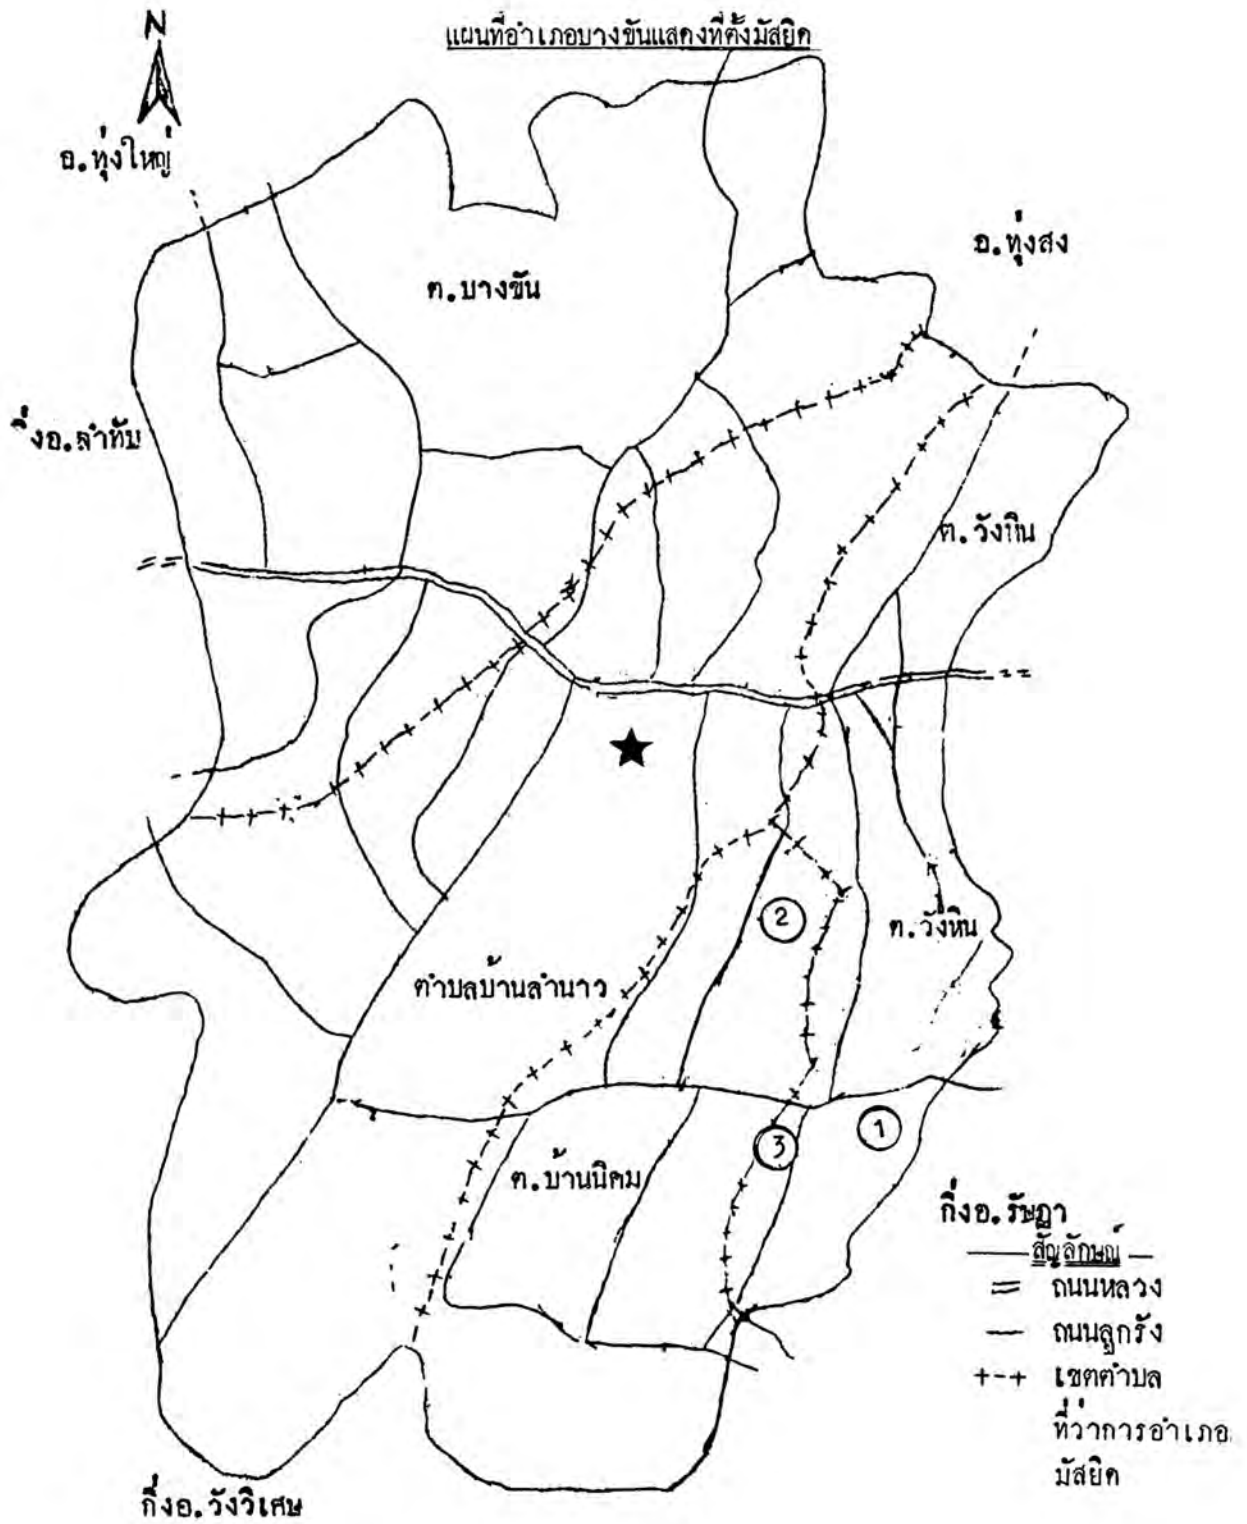 แผนที่อำเภอบางขันแสดงที่ตั้งมัสยิด
N
อ.ทุ่งใหญ่
อ.ทุ่งสง
ต.บางขัน
กิ่งอ.ลำทับ
ต.วังหิน
2
ต.วังหิน
ตำบลบ้านลำนาว
1
3
ต.บ้านนิคม
กิ่งอ.รัษฎา
สัญลักษณ์
ถนนหลวง
ถนนลูกรัง
+-+ เขตตำบล
ที่ว่าการอำเภอ
มัสยิด
กิ่งอ.วังวิเศษ